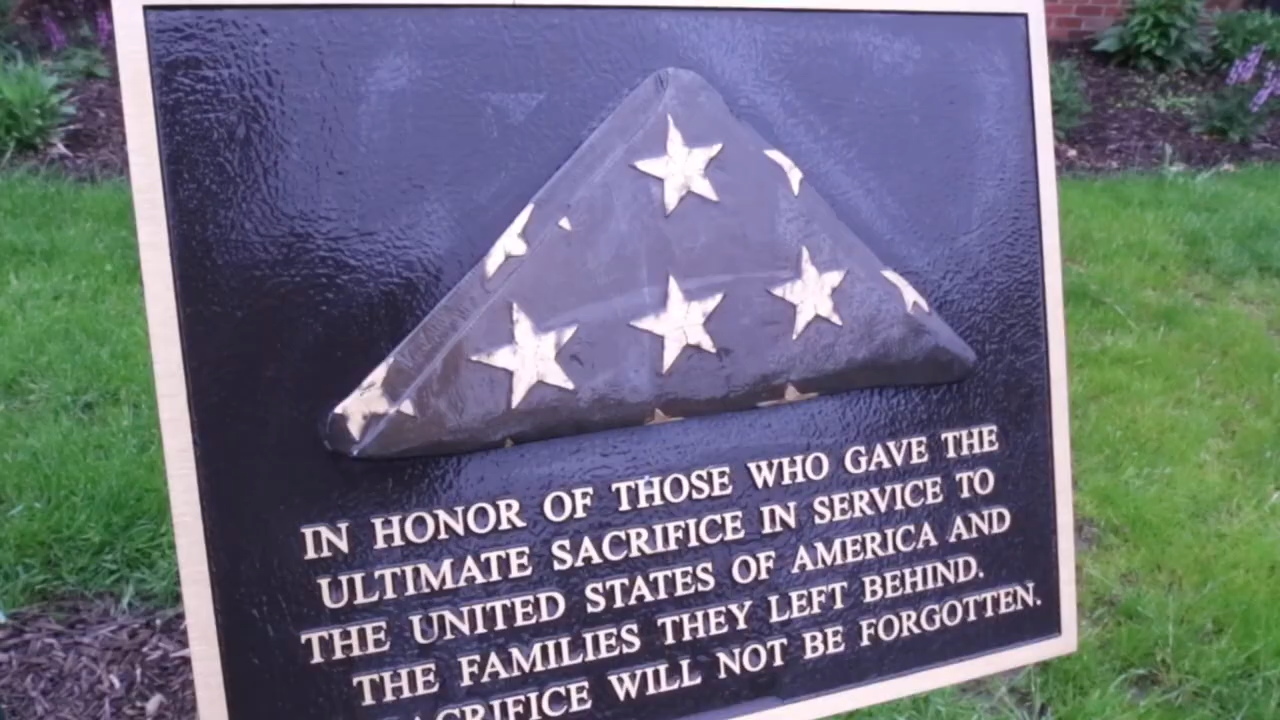 IN HONOR OF THOSE WHO GAVE THE
ULTIMATE SACRIFICE IN SERVICE TO
THE UNITED STATES OF AMERICA AND
THE FAMILIES THEY LEFT BEHIND.
SACRIFICE WILL NOT BE FORGOTTEN.